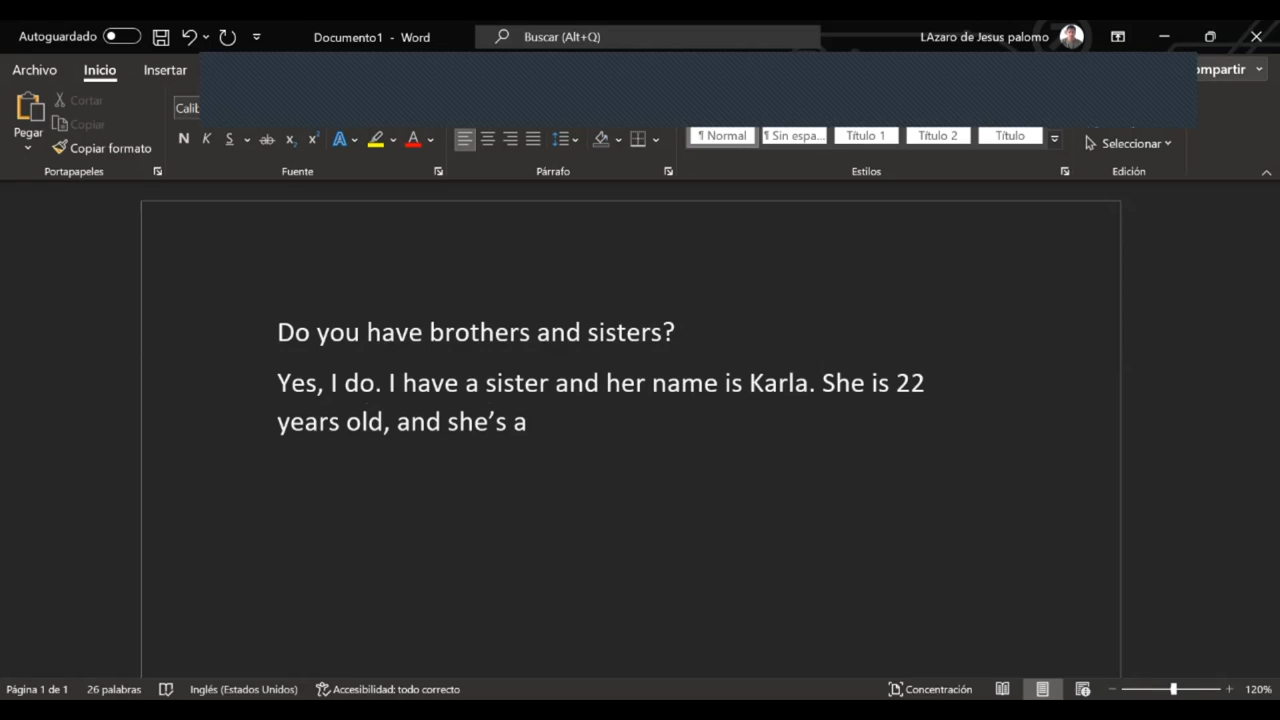 Autoguardado
Documento1 - Word
Buscar (Alt+Q)
LAzaro de Jesus palomo
Archivo
Inicio
Insertar
Pegar
Cortar
Copiar
Copiar formato
N K S ab x₂ x² A A
¶ Normal
¶ Sin espa...
Título 1
Título 2
Título
Seleccionar
Portapapeles
Fuente
Párrafo
Estilos
Edición
Do you have brothers and sisters?
Yes, I do. I have a sister and her name is Karla. She is 22
years old, and she’s a
Página 1 de 1
26 palabras
Inglés (Estados Unidos)
Accesibilidad: todo correcto
Concentración
120%